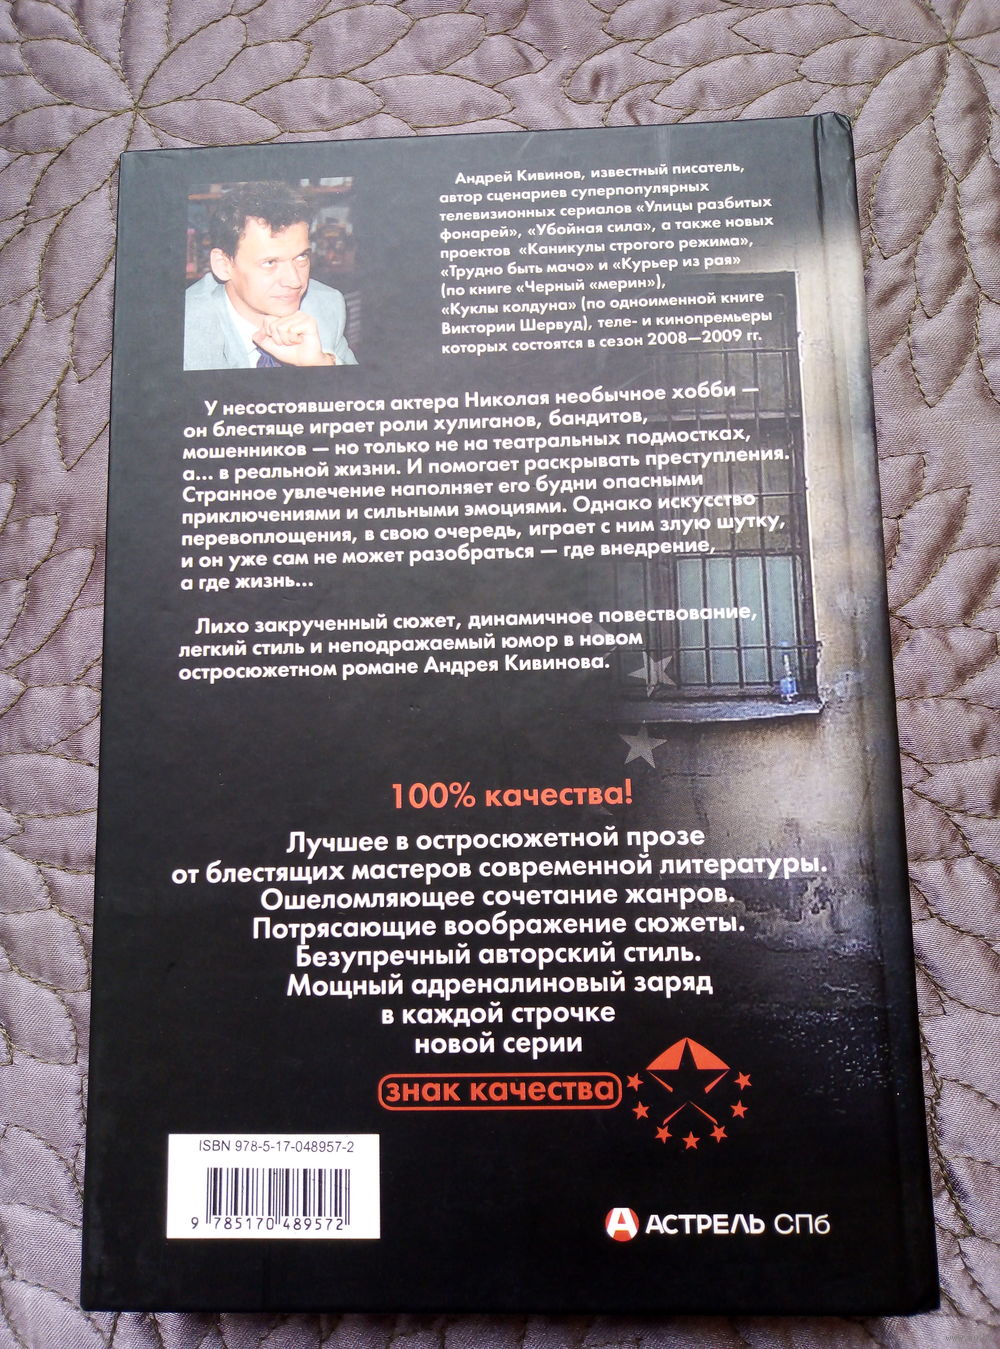 Андрей Кивинов, известный писатель,
автор сценариев суперпопулярных
телевизионных сериалов «Улицы разбитых
фонарей», «Убойная сила», а также новых
проектов «Каникулы строгого режима»,
«Трудно быть мачо» и «Курьер из рая»
(по книге «Черный «мерин»),
«Куклы колдуна» (по одноименной книге
Виктории Шервуд), теле- и кинопремьеры
которых состоятся в сезон 2008—2009 гг.
У несостоявшегося актера Николая необычное хобби —
он блестяще играет роли хулиганов, бандитов,
мошенников — но только не на театральных подмостках,
а... в реальной жизни. И помогает раскрывать преступления.
Странное увлечение наполняет его будни опасными
приключениями и сильными эмоциями. Однако искусство
перевоплощения, в свою очередь, играет с ним злую шутку,
и он уже сам не может разобраться — где внедрение,
а где жизнь...
Лихо закрученный сюжет, динамичное повествование,
легкий стиль и неподражаемый юмор в новом
остросюжетном романе Андрея Кивинова.
100% качества!
Лучшее в остросюжетной прозе
от блестящих мастеров современной литературы.
Ошеломляющее сочетание жанров.
Потрясающие воображение сюжеты.
Безупречный авторский стиль.
Мощный адреналиновый заряд
в каждой строчке
новой серии
знак качества
ISBN 978-5-17-048957-2
9 785170 489572
АСТРЕЛЬ СПб